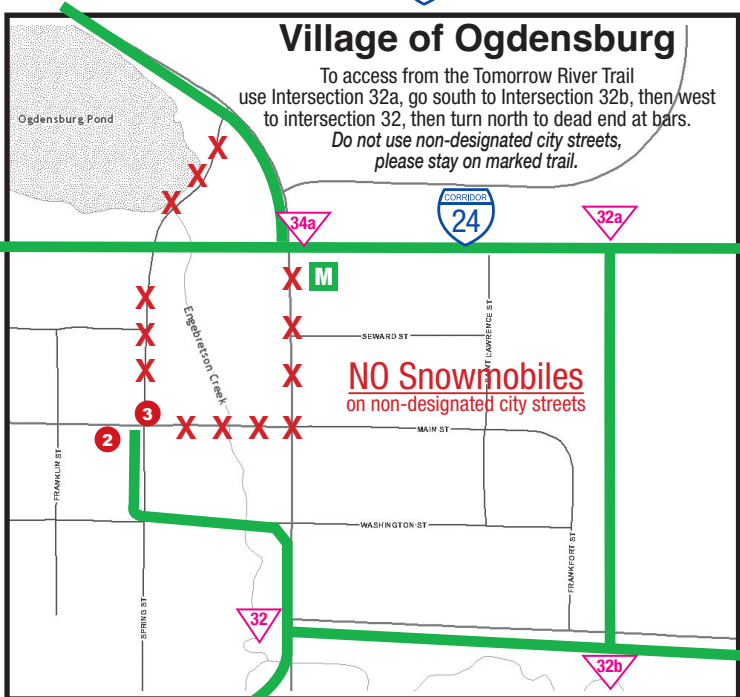 Village of Ogdensburg
To access from the Tomorrow River Trail
use Intersection 32a, go south to Intersection 32b, then west
to intersection 32, then turn north to dead end at bars.
Do not use non-designated city streets,
please stay on marked trail.
Ogdensburg Pond
X
X
X
CORRIDOR
24
34a
32a
X
M
X
X
Engebretson Creek
SAINT LAWRENCE ST
X
SEWARD ST
X
X
X
NO Snowmobiles
on non-designated city streets
3
2
X
X
X
X
MAIN ST
FRANKLIN ST
WASHINGTON ST
FRANKFORT ST
SPRING ST
32
32b